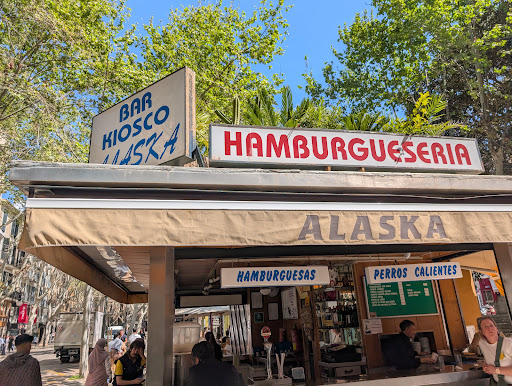 BAR
KIOSCO
ALASKA
HAMBURGUESERIA
ALASKA
HAMBURGUESAS
PERROS CALIENTES